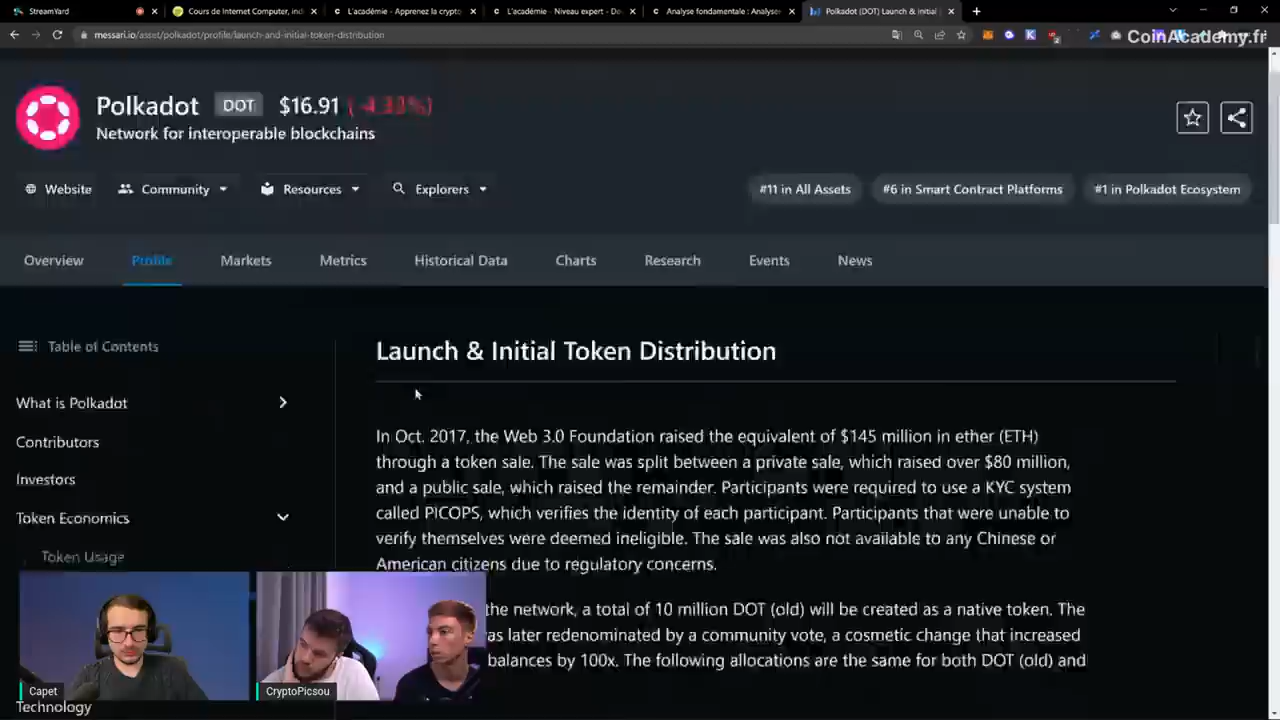 StreamYard
Cours de Internet Computer, ind
L'académie - Apprenez la crypto
L'académie - Niveau expert - De
Analyse fondamentale : Analyser
Polkadot (DOT) Launch & Initial
messari.io/asset/polkadot/profile/launch-and-initial-token-distribution
CoinAcademy.fr
Polkadot DOT $16.91 (-4.33%)
Network for interoperable blockchains
Website Community Resources Explorers
#11 in All Assets #6 in Smart Contract Platforms #1 in Polkadot Ecosystem
Overview Profile Markets Metrics Historical Data Charts Research Events News
Table of Contents
What is Polkadot
Contributors
Investors
Token Economics
Token Usage
Technology
Launch & Initial Token Distribution
In Oct. 2017, the Web 3.0 Foundation raised the equivalent of $145 million in ether (ETH)
through a token sale. The sale was split between a private sale, which raised over $80 million,
and a public sale, which raised the remainder. Participants were required to use a KYC system
called PICOPS, which verifies the identity of each participant. Participants that were unable to
verify themselves were deemed ineligible. The sale was also not available to any Chinese or
American citizens due to regulatory concerns.
the network, a total of 10 million DOT (old) will be created as a native token. The
as later redenominated by a community vote, a cosmetic change that increased
balances by 100x. The following allocations are the same for both DOT (old) and
Capet
CryptoPicsou